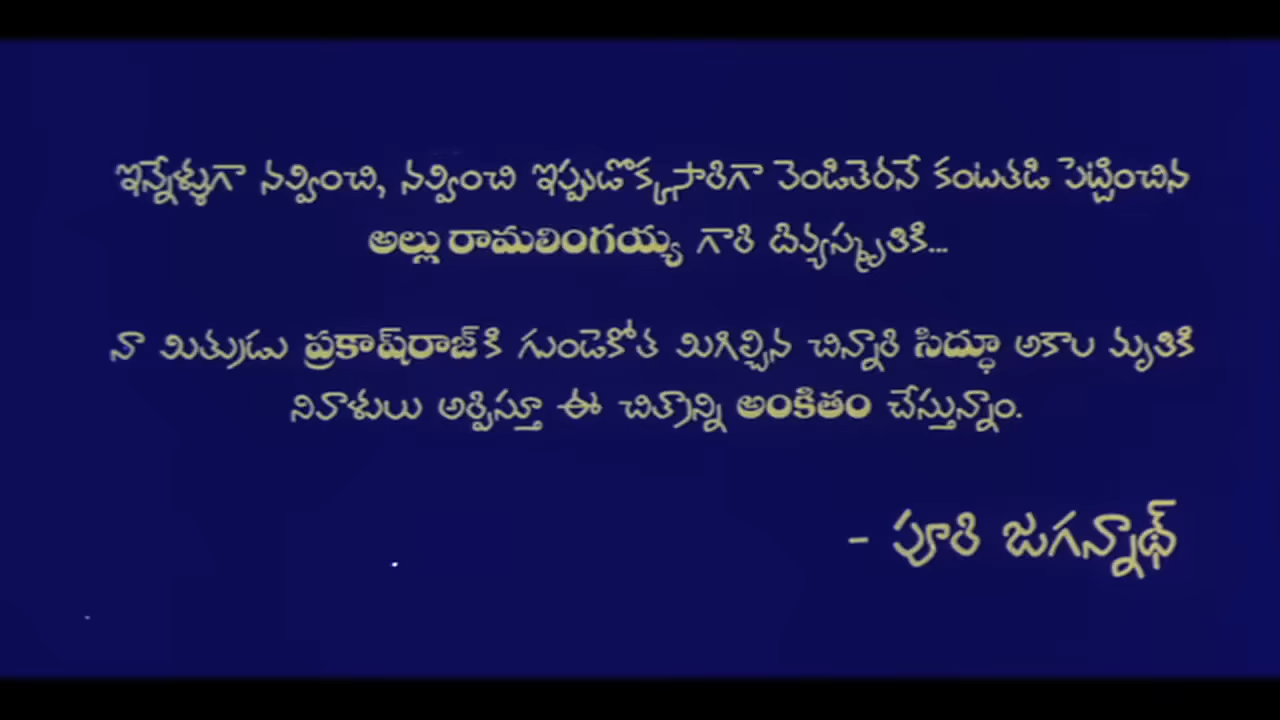 ఇన్నేళ్ళుగా నవ్వించి, నవ్వించి ఇప్పుడొక్కసారిగా వెండితెరనే కంటతడి పెట్టించిన
అల్లు రామలింగయ్య గారి దివ్యస్మృతికి...
నా మిత్రుడు ప్రకాష్‌రాజ్‌కి గుండెకోత మిగిల్చిన చిన్నారి సిద్ధూ అకాల మృతికి
నివాళులు అర్పిస్తూ ఈ చిత్రాన్ని అంకితం చేస్తున్నాం.
- పూరి జగన్నాథ్